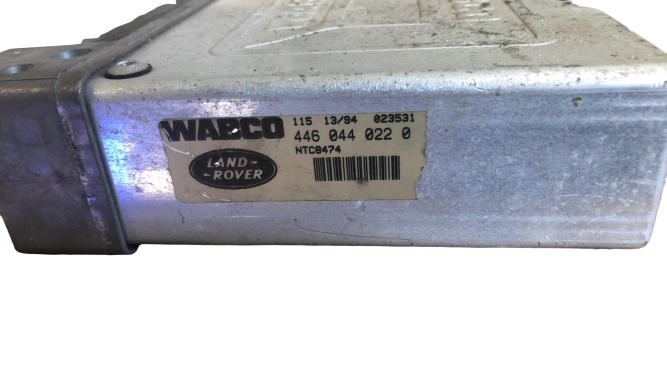 WABCO
115 13/94 023531
446 044 022 0
NTC8474
LAND-
-ROVER